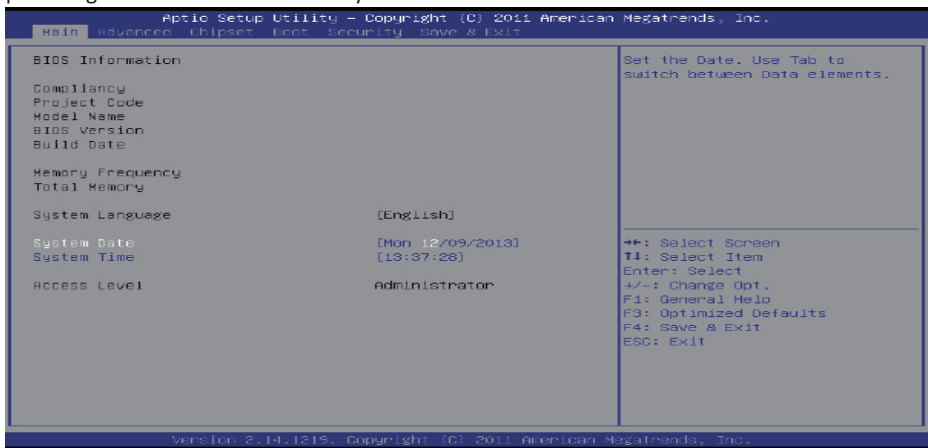 Aptio Setup Utility – Copyright (C) 2011 American Megatrends, Inc.
Main Advanced Chipset Boot Security Save & Exit
BIOS Information
Compliancy
Project Code
Model Name
BIOS Version
Build Date
Memory Frequency
Total Memory
System Language [English]
System Date [Mon 12/09/2013]
System Time [13:37:28]
Access Level Administrator
Set the Date. Use Tab to
switch between Data elements.
→←: Select Screen
↑↓: Select Item
Enter: Select
+/-: Change Opt.
F1: General Help
F3: Optimized Defaults
F4: Save & Exit
ESC: Exit
Version 2.14.1219. Copyright (C) 2011 American Megatrends, Inc.